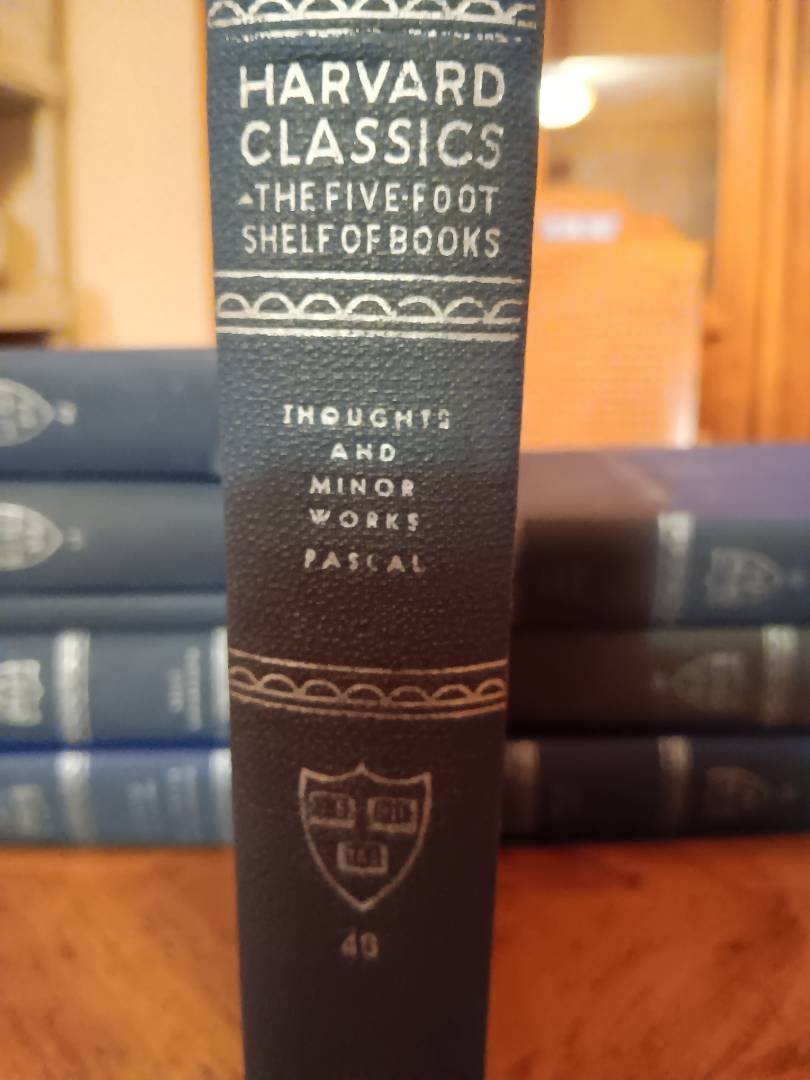 HARVARD
CLASSICS
THE FIVE·FOOT
SHELF OF BOOKS
THOUGHTS
AND
MINOR
WORKS
PASCAL
48